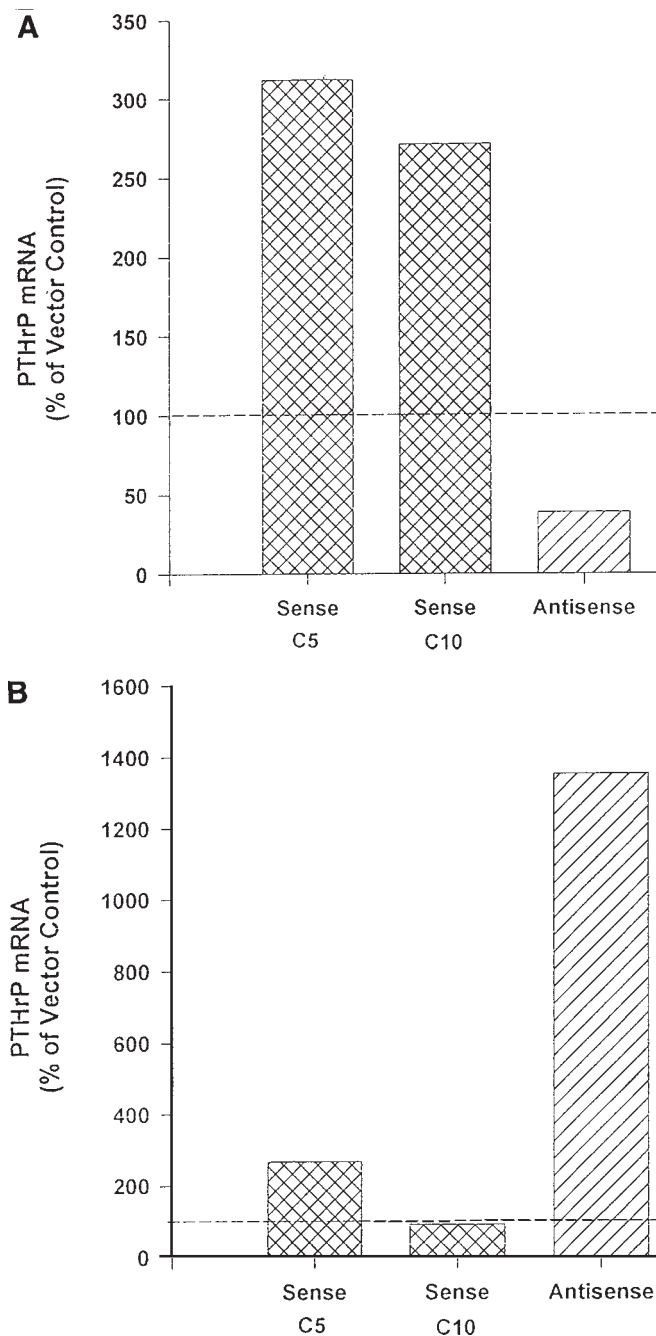 A
PTHrP mRNA
(% of Vector Control)
350
300
250
200
150
100
50
0
Sense
C5
Sense
C10
Antisense
B
PTHrP mRNA
(% of Vector Control)
1600
1400
1200
1000
800
600
400
200
0
Sense
C5
Sense
C10
Antisense